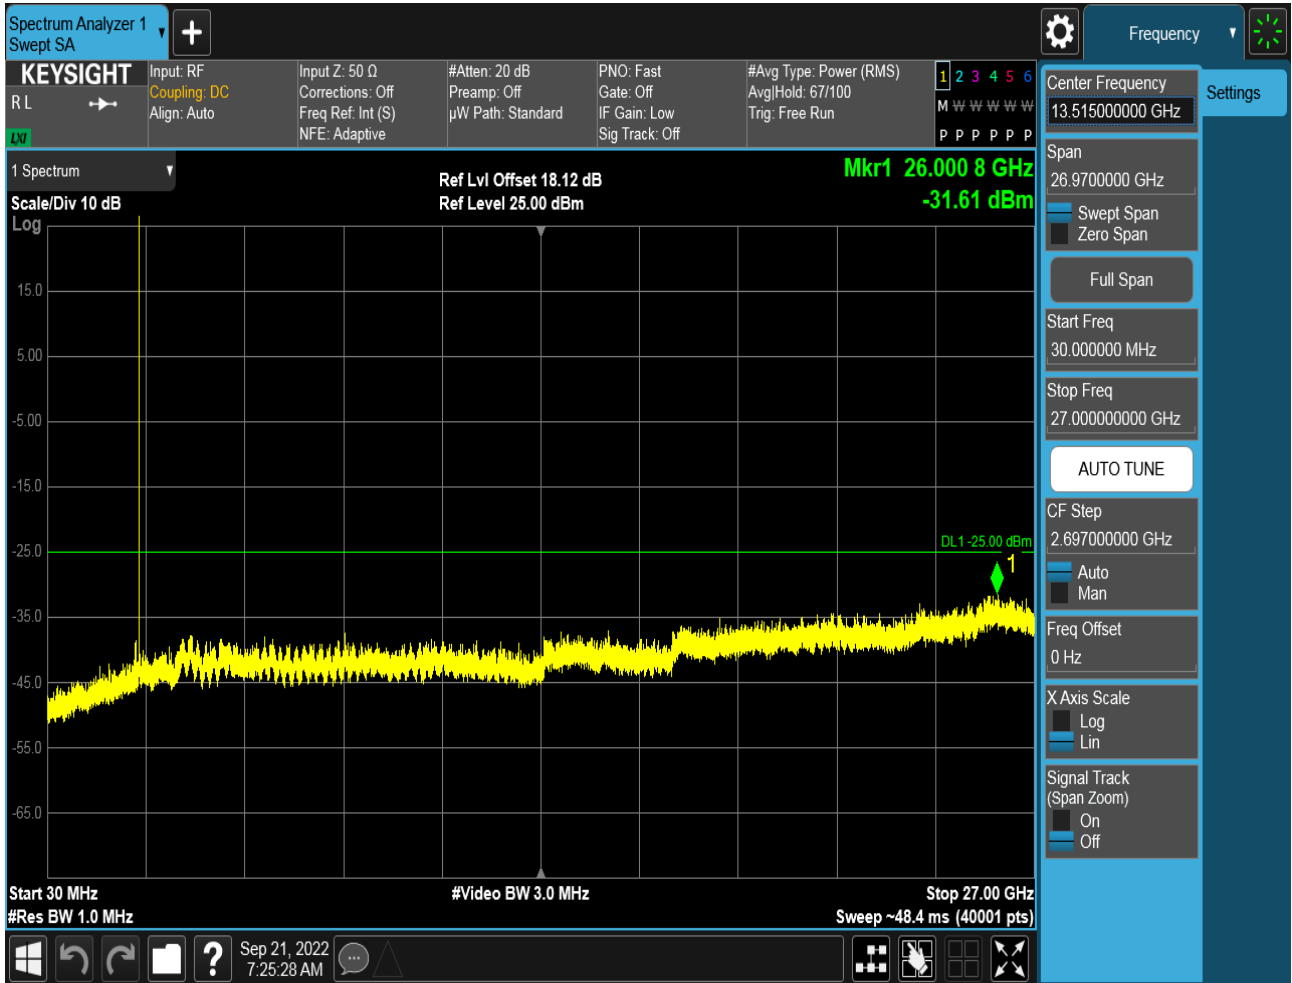 Spectrum Analyzer 1
Swept SA
Frequency
KEYSIGHT
R L
LXI
Input: RF
Coupling: DC
Align: Auto
Input Z: 50 Ω
Corrections: Off
Freq Ref: Int (S)
NFE: Adaptive
#Atten: 20 dB
Preamp: Off
µW Path: Standard
PNO: Fast
Gate: Off
IF Gain: Low
Sig Track: Off
#Avg Type: Power (RMS)
Avg|Hold: 67/100
Trig: Free Run
1 2 3 4 5 6
M W W W W W
P P P P P P
1 Spectrum
Scale/Div 10 dB
Log
Ref Lvl Offset 18.12 dB
Ref Level 25.00 dBm
Mkr1 26.000 8 GHz
-31.61 dBm
15.0
5.00
-5.00
-15.0
-25.0
DL1 -25.00 dBm
1
-35.0
-45.0
-55.0
-65.0
Start 30 MHz
#Video BW 3.0 MHz
Stop 27.00 GHz
#Res BW 1.0 MHz
Sweep ~48.4 ms (40001 pts)
Center Frequency
13.515000000 GHz
Settings
Span
26.9700000 GHz
Swept Span
Zero Span
Full Span
Start Freq
30.000000 MHz
Stop Freq
27.000000000 GHz
AUTO TUNE
CF Step
2.697000000 GHz
Auto
Man
Freq Offset
0 Hz
X Axis Scale
Log
Lin
Signal Track
(Span Zoom)
On
Off
?
Sep 21, 2022
7:25:28 AM